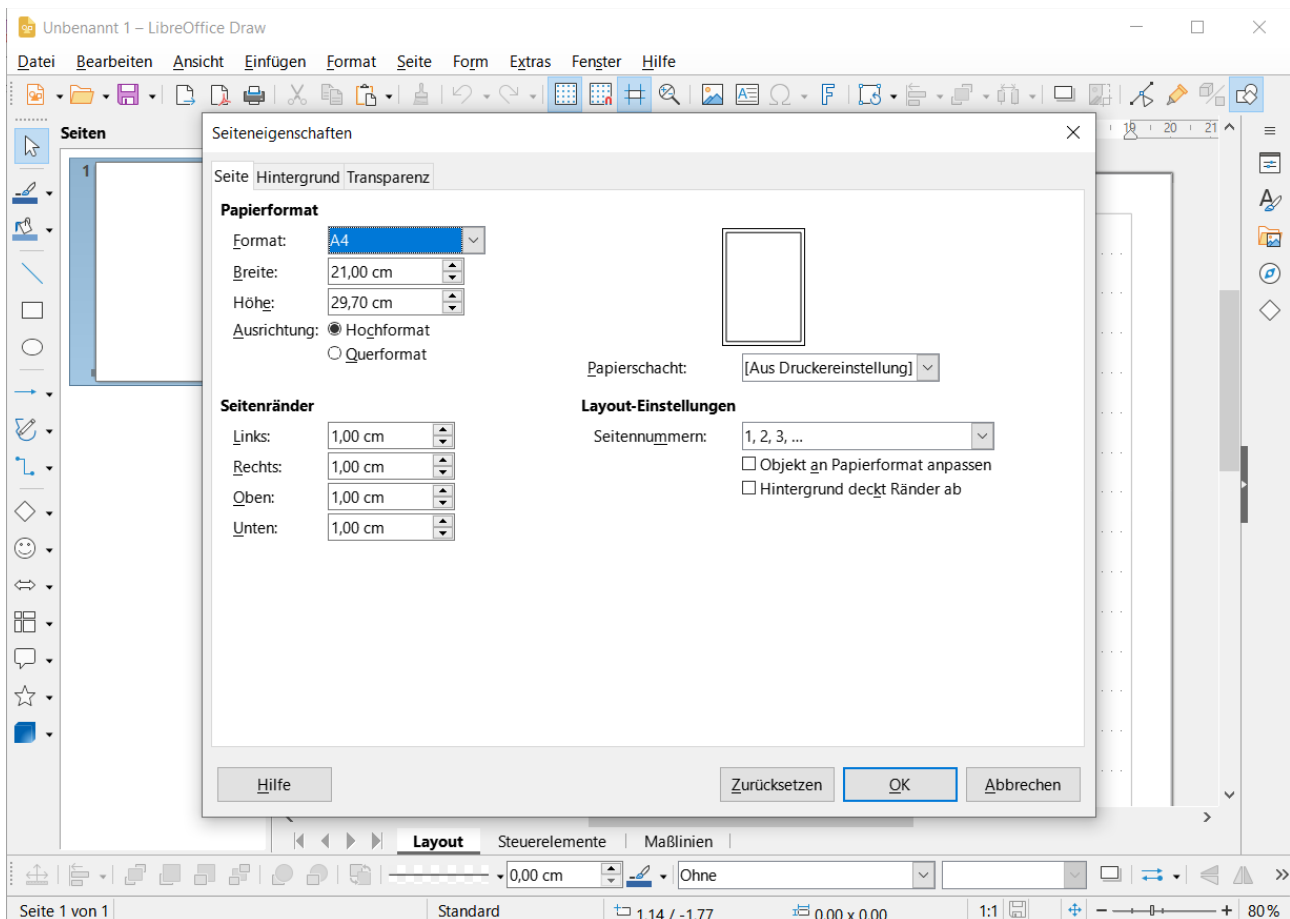 Unbenannt 1 – LibreOffice Draw
Datei Bearbeiten Ansicht Einfügen Format Seite Form Extras Fenster Hilfe
Seiten
Seiteneigenschaften
19 20 21
1
Seite Hintergrund Transparenz
Papierformat
Format: A4
Breite: 21,00 cm
Höhe: 29,70 cm
Ausrichtung: Hochformat
Querformat
Papierschacht: [Aus Druckereinstellung]
Seitenränder
Layout-Einstellungen
Links: 1,00 cm
Seitennummern: 1, 2, 3, ...
Rechts: 1,00 cm
Objekt an Papierformat anpassen
Oben: 1,00 cm
Hintergrund deckt Ränder ab
Unten: 1,00 cm
Hilfe Zurücksetzen OK Abbrechen
Layout Steuerelemente Maßlinien
0,00 cm Ohne
Seite 1 von 1 Standard 1,14 / -1,77 0,00 x 0,00 1:1 80%